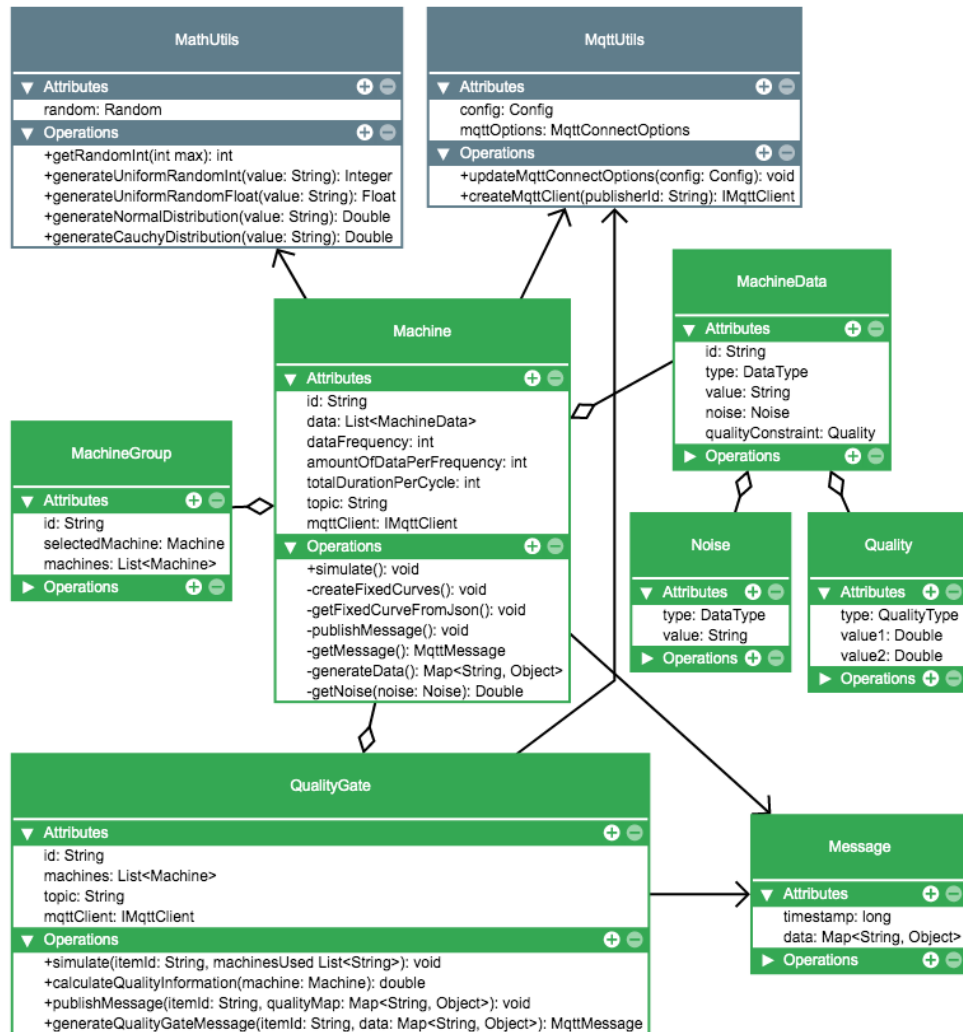 MathUtils
Attributes
random: Random
Operations
+getRandomInt(int max): int
+generateUniformRandomInt(value: String): Integer
+generateUniformRandomFloat(value: String): Float
+generateNormalDistribution(value: String): Double
+generateCauchyDistribution(value: String): Double
MqttUtils
Attributes
config: Config
mqttOptions: MqttConnectOptions
Operations
+updateMqttConnectOptions(config: Config): void
+createMqttClient(publisherId: String): IMqttClient
MachineData
Attributes
id: String
type: DataType
value: String
noise: Noise
qualityConstraint: Quality
Operations
Machine
Attributes
id: String
data: List<MachineData>
dataFrequency: int
amountOfDataPerFrequency: int
totalDurationPerCycle: int
topic: String
mqttClient: IMqttClient
Operations
+simulate(): void
-createFixedCurves(): void
-getFixedCurveFromJson(): void
-publishMessage(): void
-getMessage(): MqttMessage
-generateData(): Map<String, Object>
-getNoise(noise: Noise): Double
MachineGroup
Attributes
id: String
selectedMachine: Machine
machines: List<Machine>
Operations
Noise
Attributes
type: DataType
value: String
Operations
Quality
Attributes
type: QualityType
value1: Double
value2: Double
Operations
QualityGate
Attributes
id: String
machines: List<Machine>
topic: String
mqttClient: IMqttClient
Operations
+simulate(itemId: String, machinesUsed List<String>): void
+calculateQualityInformation(machine: Machine): double
+publishMessage(itemId: String, qualityMap: Map<String, Object>): void
+generateQualityGateMessage(itemId: String, data: Map<String, Object>): MqttMessage
Message
Attributes
timestamp: long
data: Map<String, Object>
Operations